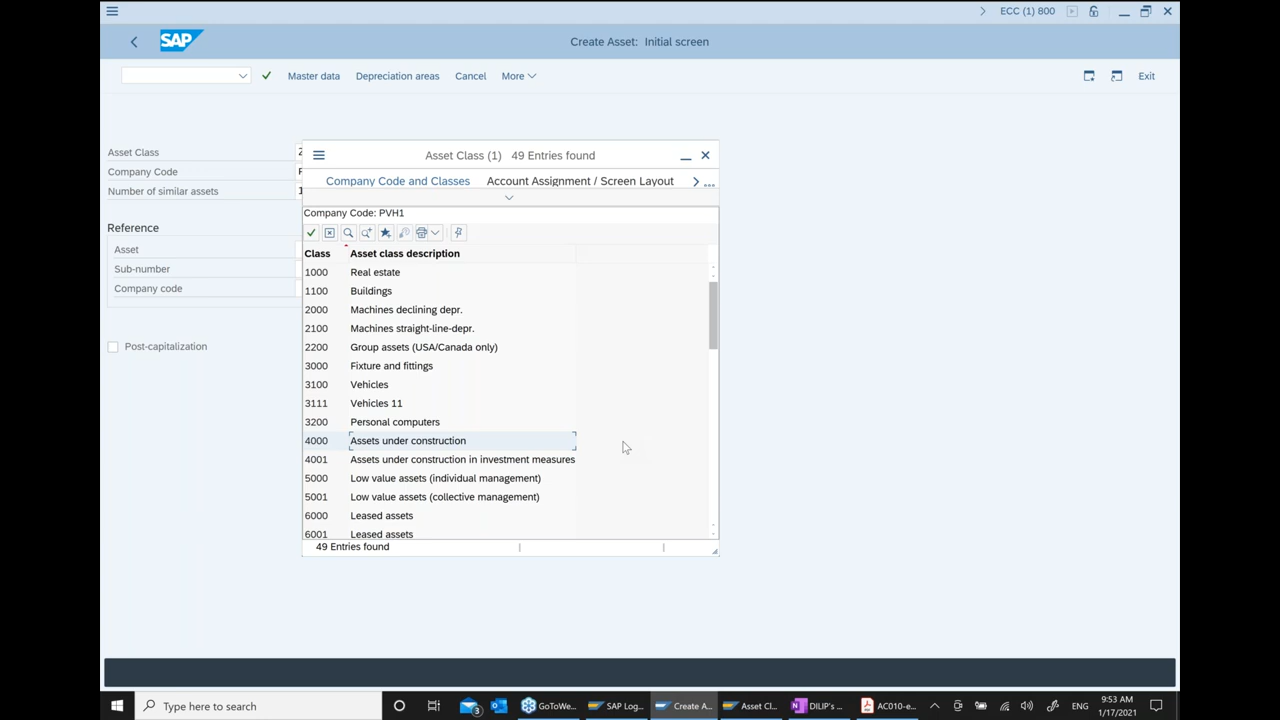 ECC (1) 800
SAP
Create Asset: Initial screen
Master data Depreciation areas Cancel More Exit
Asset Class 2
Company Code
Number of similar assets 1
Reference
Asset
Sub-number
Company code
Post-capitalization
Asset Class (1) 49 Entries found
Company Code and Classes Account Assignment / Screen Layout ...
Company Code: PVH1
Class Asset class description
1000 Real estate
1100 Buildings
2000 Machines declining depr.
2100 Machines straight-line-depr.
2200 Group assets (USA/Canada only)
3000 Fixture and fittings
3100 Vehicles
3111 Vehicles 11
3200 Personal computers
4000 Assets under construction
4001 Assets under construction in investment measures
5000 Low value assets (individual management)
5001 Low value assets (collective management)
6000 Leased assets
6001 Leased assets
49 Entries found
Type here to search
3
GoToWe... SAP Log... Create A... Asset Cl... DILIP's ... AC010-e...
ENG
9:53 AM
1/17/2021